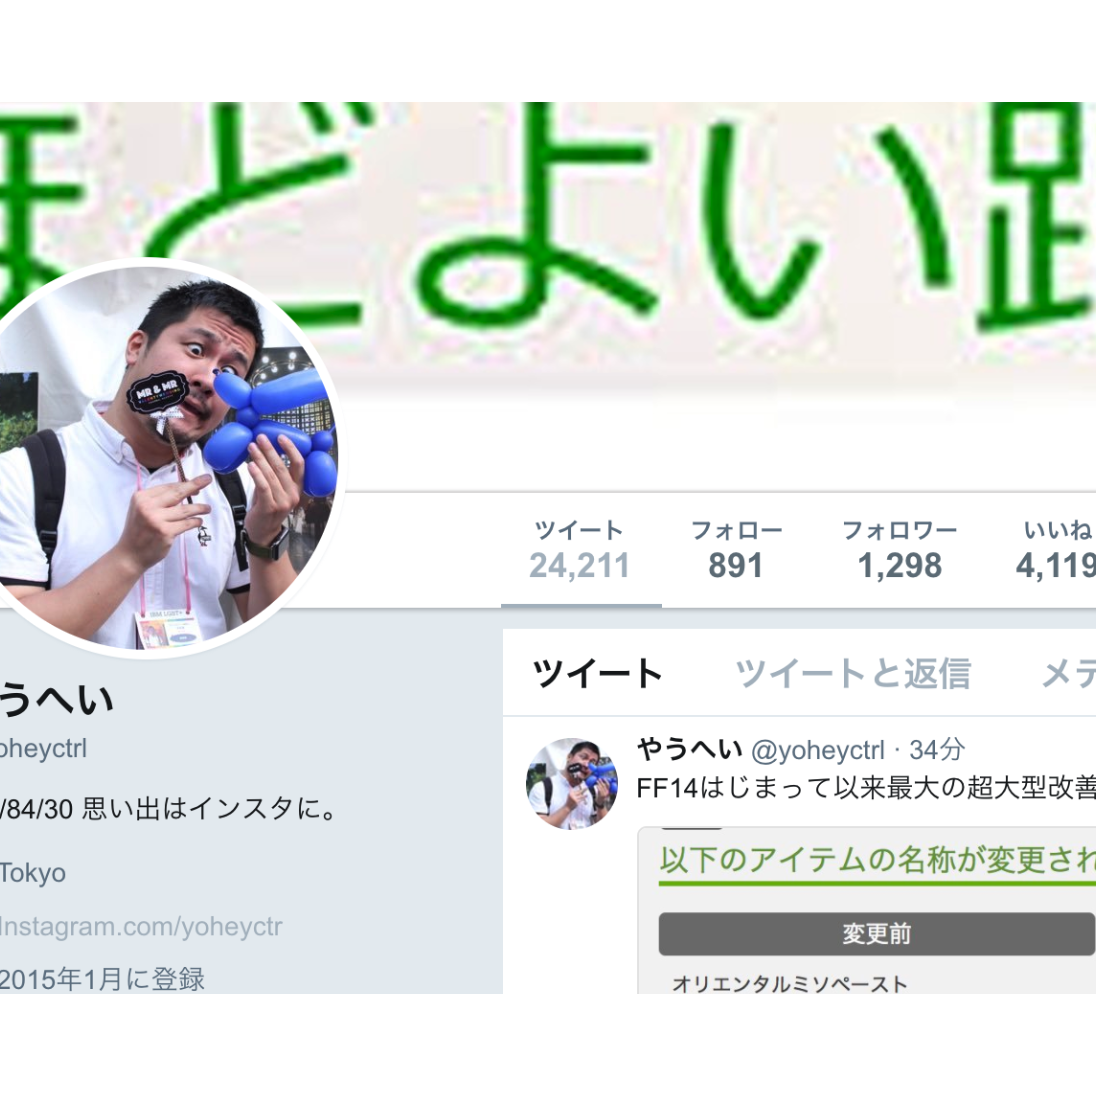 ほどよい距
MR & MR
ツイート フォロー フォロワー いいね
24,211 891 1,298 4,119
うへい
oheyctrl
/84/30 思い出はインスタに。
Tokyo
Instagram.com/yoheyctr
2015年1月に登録
ツイート ツイートと返信 メデ
やうへい @yoheyctrl · 34分
FF14はじまって以来最大の超大型改善
以下のアイテムの名称が変更され
変更前
オリエンタルミソペースト